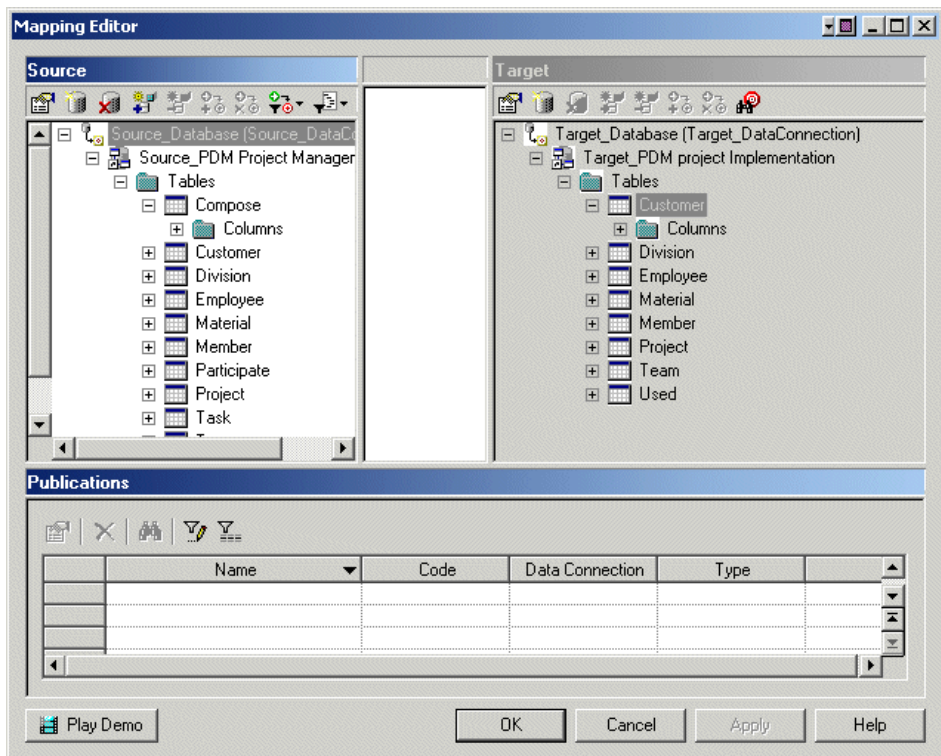 Mapping Editor
Source
Target
Source_Database (Source_DataCo
Source_PDM Project Manager
Tables
Compose
Columns
Customer
Division
Employee
Material
Member
Participate
Project
Task
Target_Database (Target_DataConnection)
Target_PDM project Implementation
Tables
Customer
Columns
Division
Employee
Material
Member
Project
Team
Used
Publications
Name Code Data Connection Type
Play Demo OK Cancel Apply Help